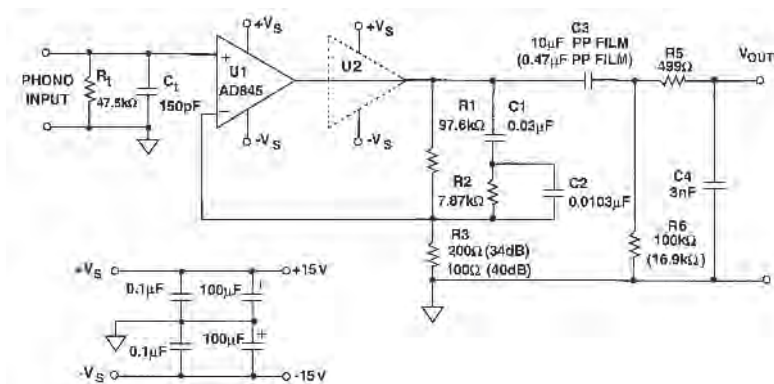 +VS
+VS
C3
10µF PP FILM
(0.47µF PP FILM)
R5
499Ω
VOUT
PHONO
INPUT
Rt
47.5kΩ
Ct
150pF
+
U1
AD845
–
U2
-VS
-VS
R1
97.6kΩ
C1
0.03µF
R2
7.87kΩ
C2
0.0103µF
R3
200Ω (34dB)
100Ω (40dB)
C4
3nF
R6
100kΩ
(16.9kΩ)
+VS
+15V
0.1µF
100µF
+
0.1µF
100µF
+
-VS
-15V